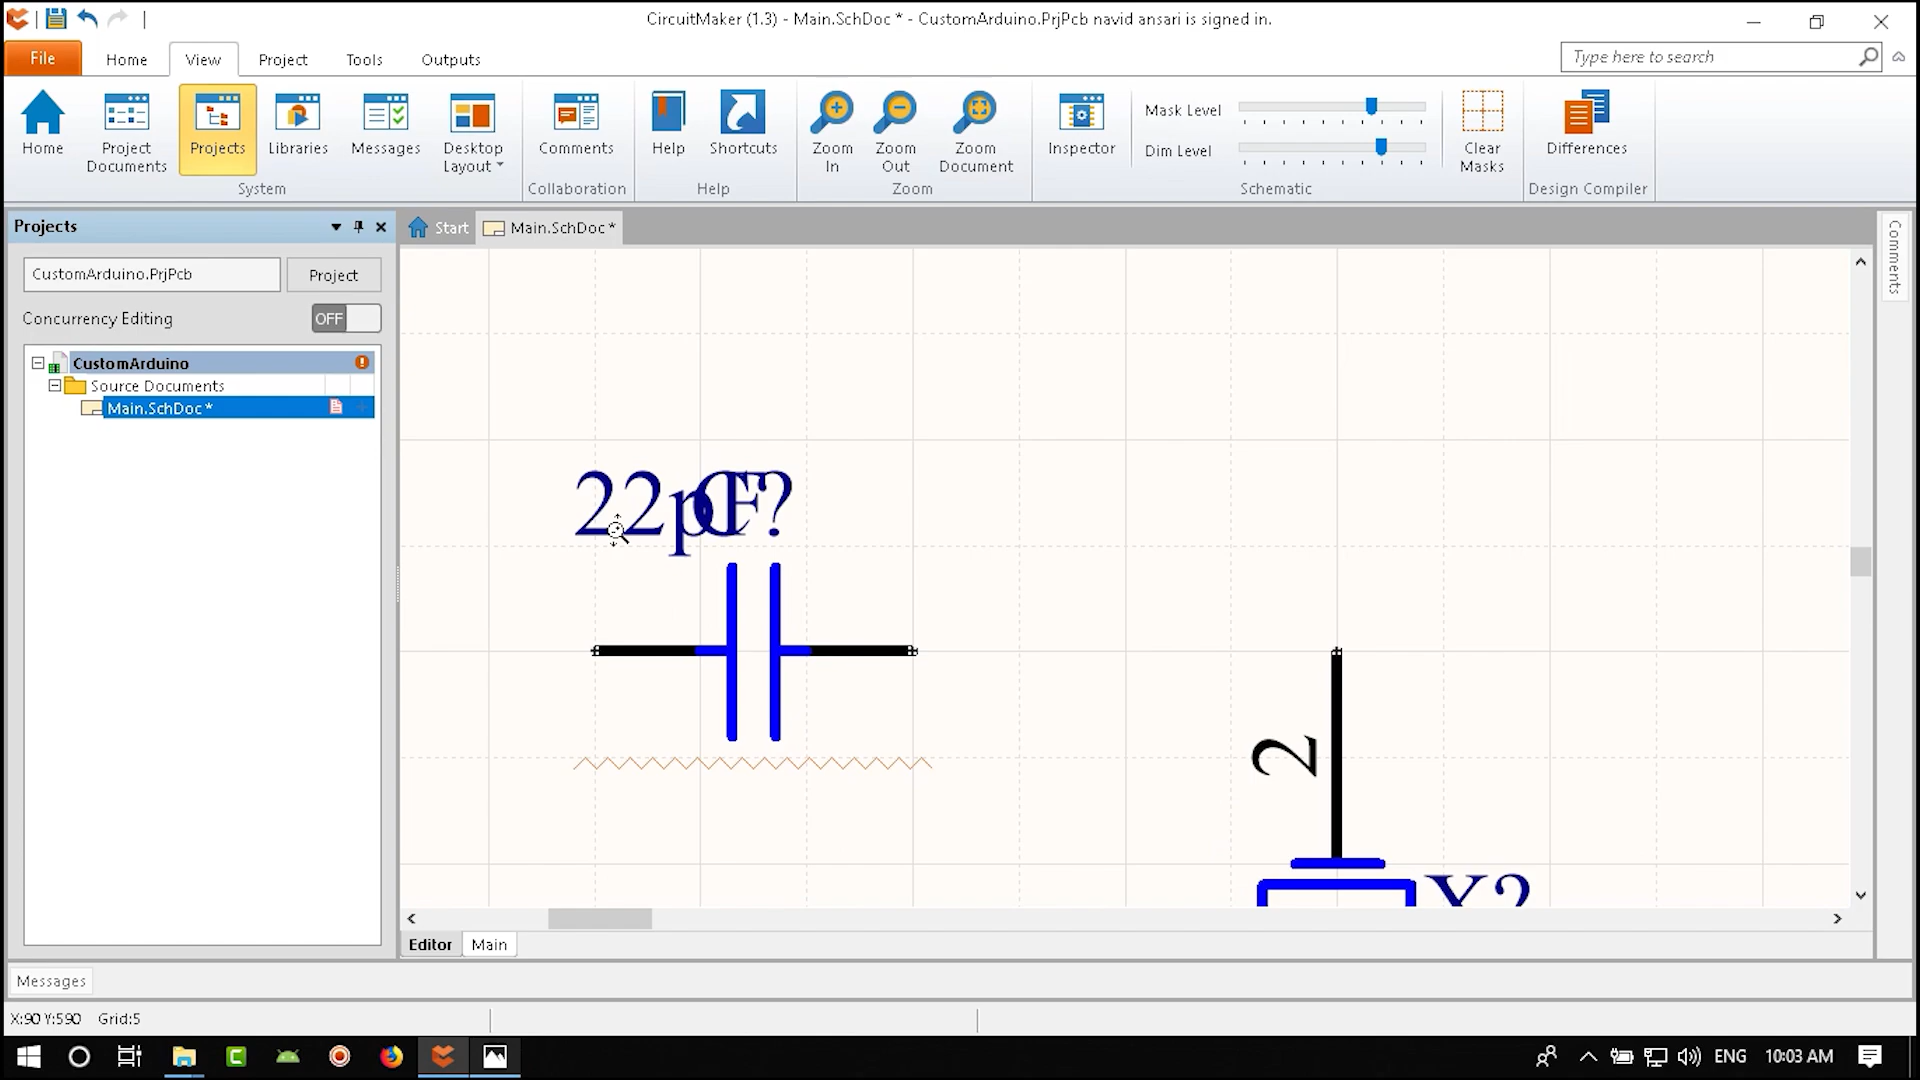 CircuitMaker (1.3) - Main.SchDoc * - CustomArduino.PrjPcb navid ansari is signed in.
File Home View Project Tools Outputs Type here to search
Home
Project Documents
Projects
Libraries
Messages
Desktop Layout
System
Comments
Collaboration
Help
Shortcuts
Help
Zoom In
Zoom Out
Zoom Document
Zoom
Inspector
Mask Level
Dim Level
Clear Masks
Schematic
Differences
Design Compiler
Projects
CustomArduino.PrjPcb Project
Concurrency Editing OFF
CustomArduino
Source Documents
Main.SchDoc *
Start Main.SchDoc *
22pF
C?
2
X?
Editor Main
Comments
Messages
X:90 Y:590 Grid:5
ENG 10:03 AM